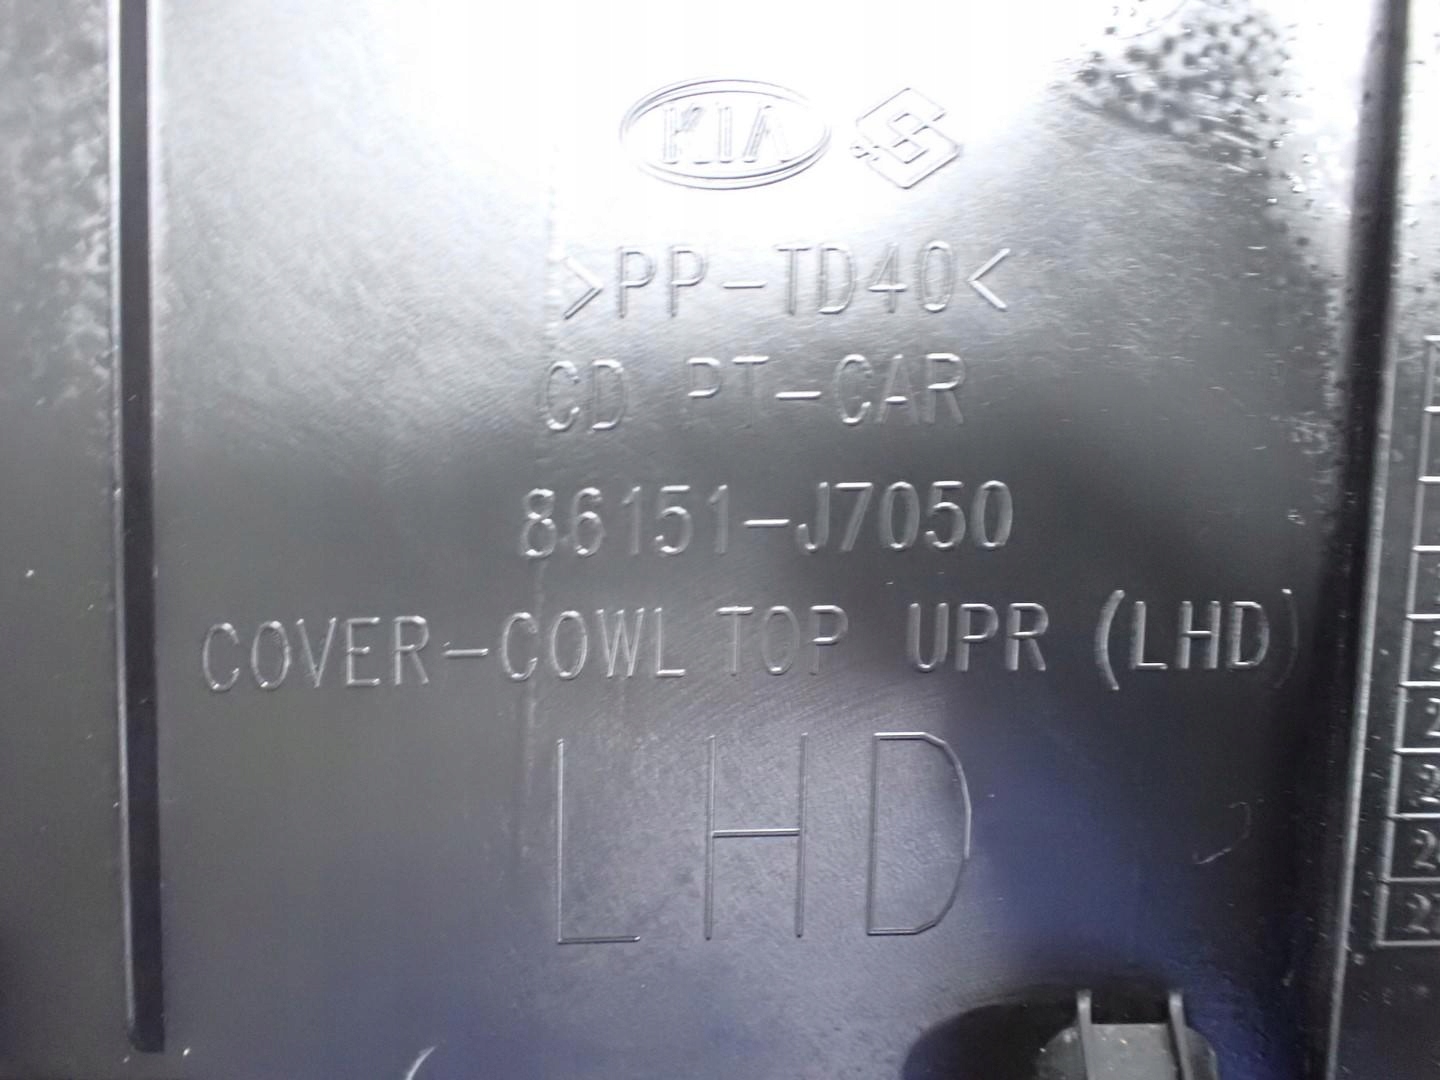 KIA
>PP-TD40<
CD PT-CAR
86151-J7050
COVER-COWL TOP UPR (LHD)
LHD